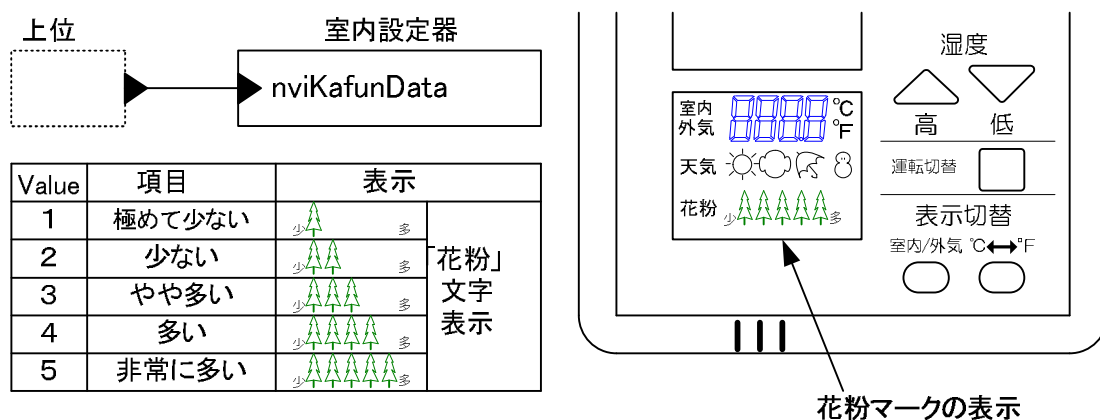 上位
室内設定器
nviKafunData
Value 項目 表示
1 極めて少ない 少 多
2 少ない 少 多
3 やや多い 少 多
4 多い 少 多
5 非常に多い 少 多
「花粉」
文字
表示
室内
外気
8888 ℃
℉
天気
花粉 少 多
湿度
高 低
運転切替
表示切替
室内/外気 ℃↔℉
花粉マークの表示